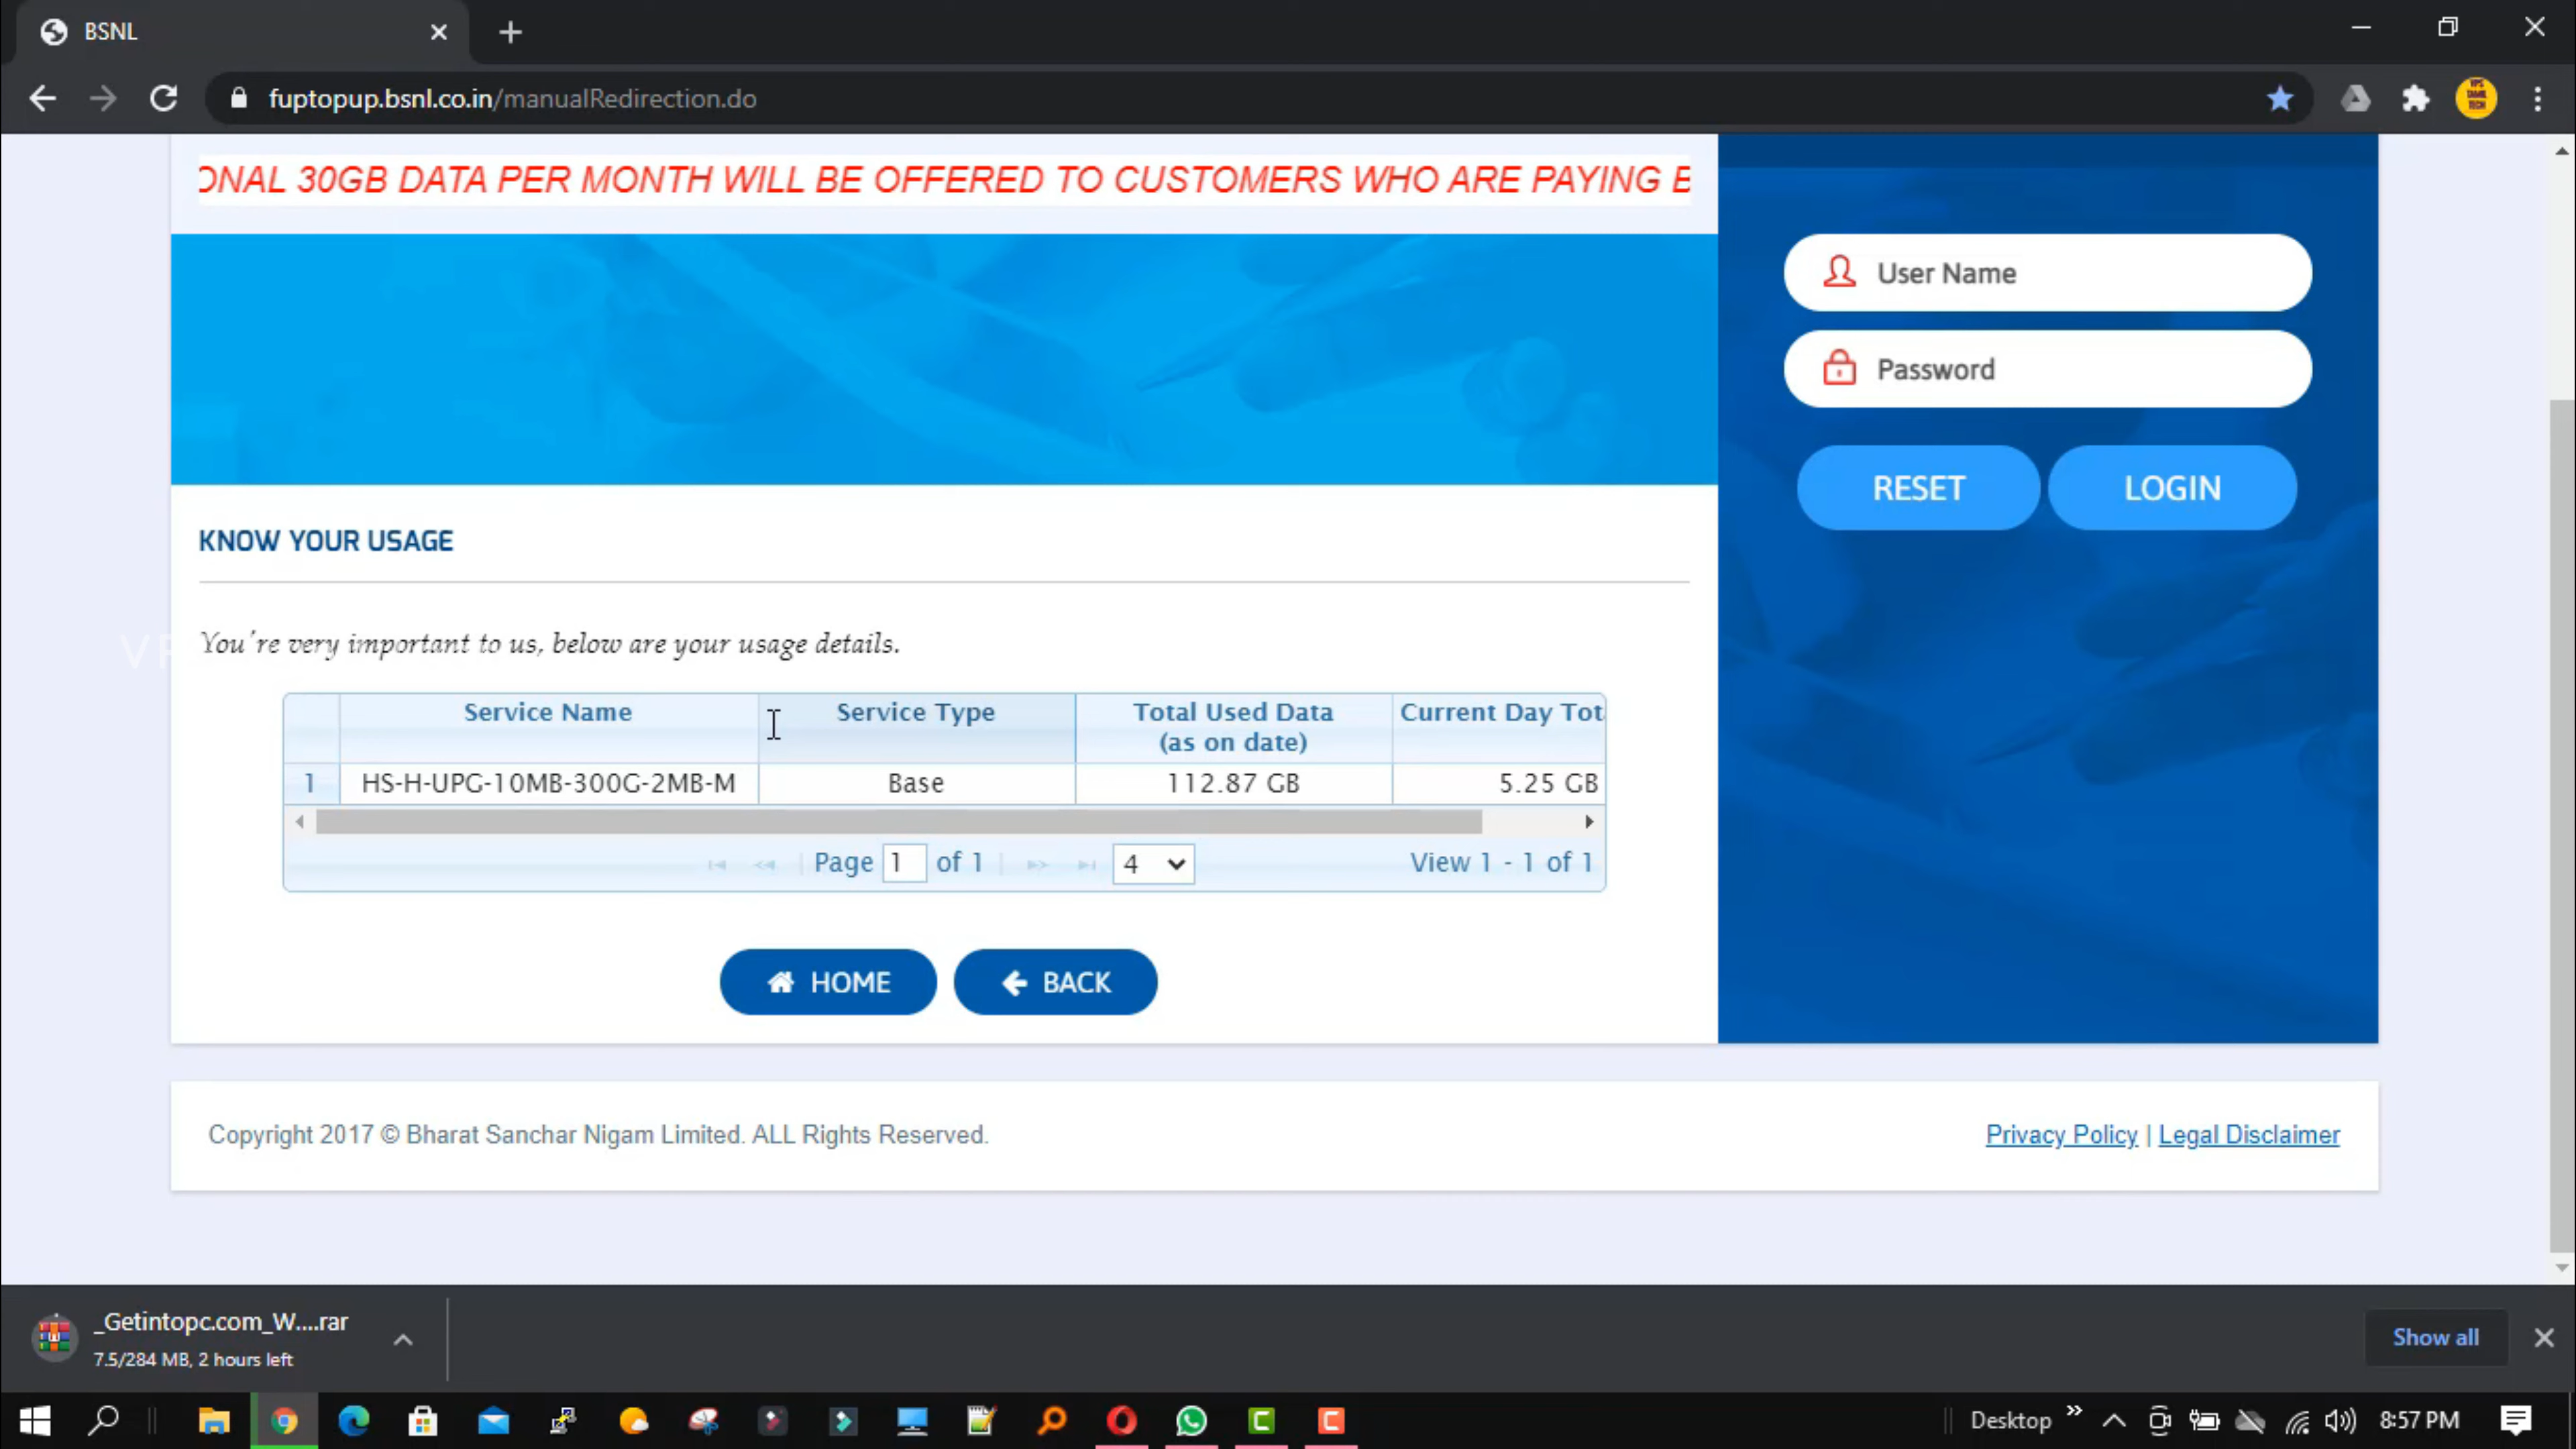 BSNL
fuptopup.bsnl.co.in/manualRedirection.do
VPS TAMIL TECH
ONAL 30GB DATA PER MONTH WILL BE OFFERED TO CUSTOMERS WHO ARE PAYING
User Name
Password
RESET LOGIN
KNOW YOUR USAGE
You're very important to us, below are your usage details.
Service Name Service Type Total Used Data (as on date) Current Day Tot
1 HS-H-UPG-10MB-300G-2MB-M Base 112.87 GB 5.25 GB
Page 1 of 1 4 View 1 - 1 of 1
HOME BACK
Copyright 2017 © Bharat Sanchar Nigam Limited. ALL Rights Reserved.
Privacy Policy | Legal Disclaimer
_Getintopc.com_W....rar
7.5/284 MB, 2 hours left
Show all
Desktop 8:57 PM